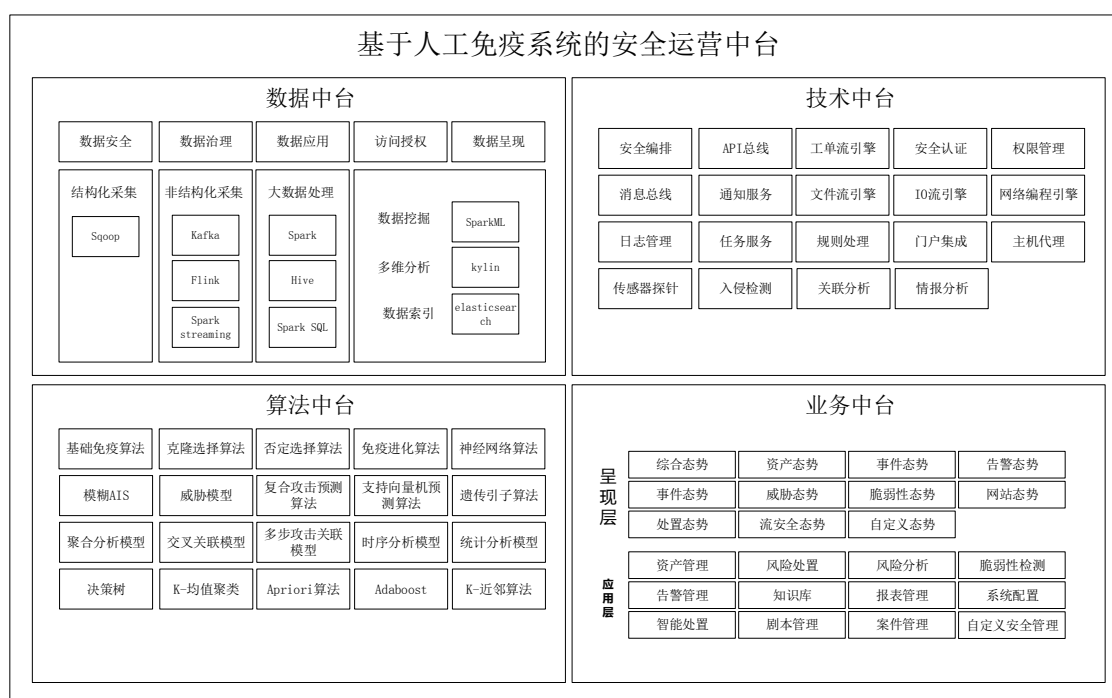 基于人工免疫系统的安全运营中台
数据中台
数据安全
数据治理
数据应用
访问授权
数据呈现
结构化采集
Sqoop
非结构化采集
Kafka
Flink
Spark
streaming
大数据处理
Spark
Hive
Spark SQL
数据挖掘
SparkML
多维分析
kylin
数据索引
elasticsear
ch
技术中台
安全编排
API总线
工单流引擎
安全认证
权限管理
消息总线
通知服务
文件流引擎
IO流引擎
网络编程引擎
日志管理
任务服务
规则处理
门户集成
主机代理
传感器探针
入侵检测
关联分析
情报分析
算法中台
基础免疫算法
克隆选择算法
否定选择算法
免疫进化算法
神经网络算法
模糊AIS
威胁模型
复合攻击预测
算法
支持向量机预
测算法
遗传引子算法
聚合分析模型
交叉关联模型
多步攻击关联
模型
时序分析模型
统计分析模型
决策树
K-均值聚类
Apriori算法
Adaboost
K-近邻算法
业务中台
呈现层
综合态势
资产态势
事件态势
告警态势
事件态势
威胁态势
脆弱性态势
网站态势
处置态势
流安全态势
自定义态势
应用层
资产管理
风险处置
风险分析
脆弱性检测
告警管理
知识库
报表管理
系统配置
智能处置
剧本管理
案件管理
自定义安全管理